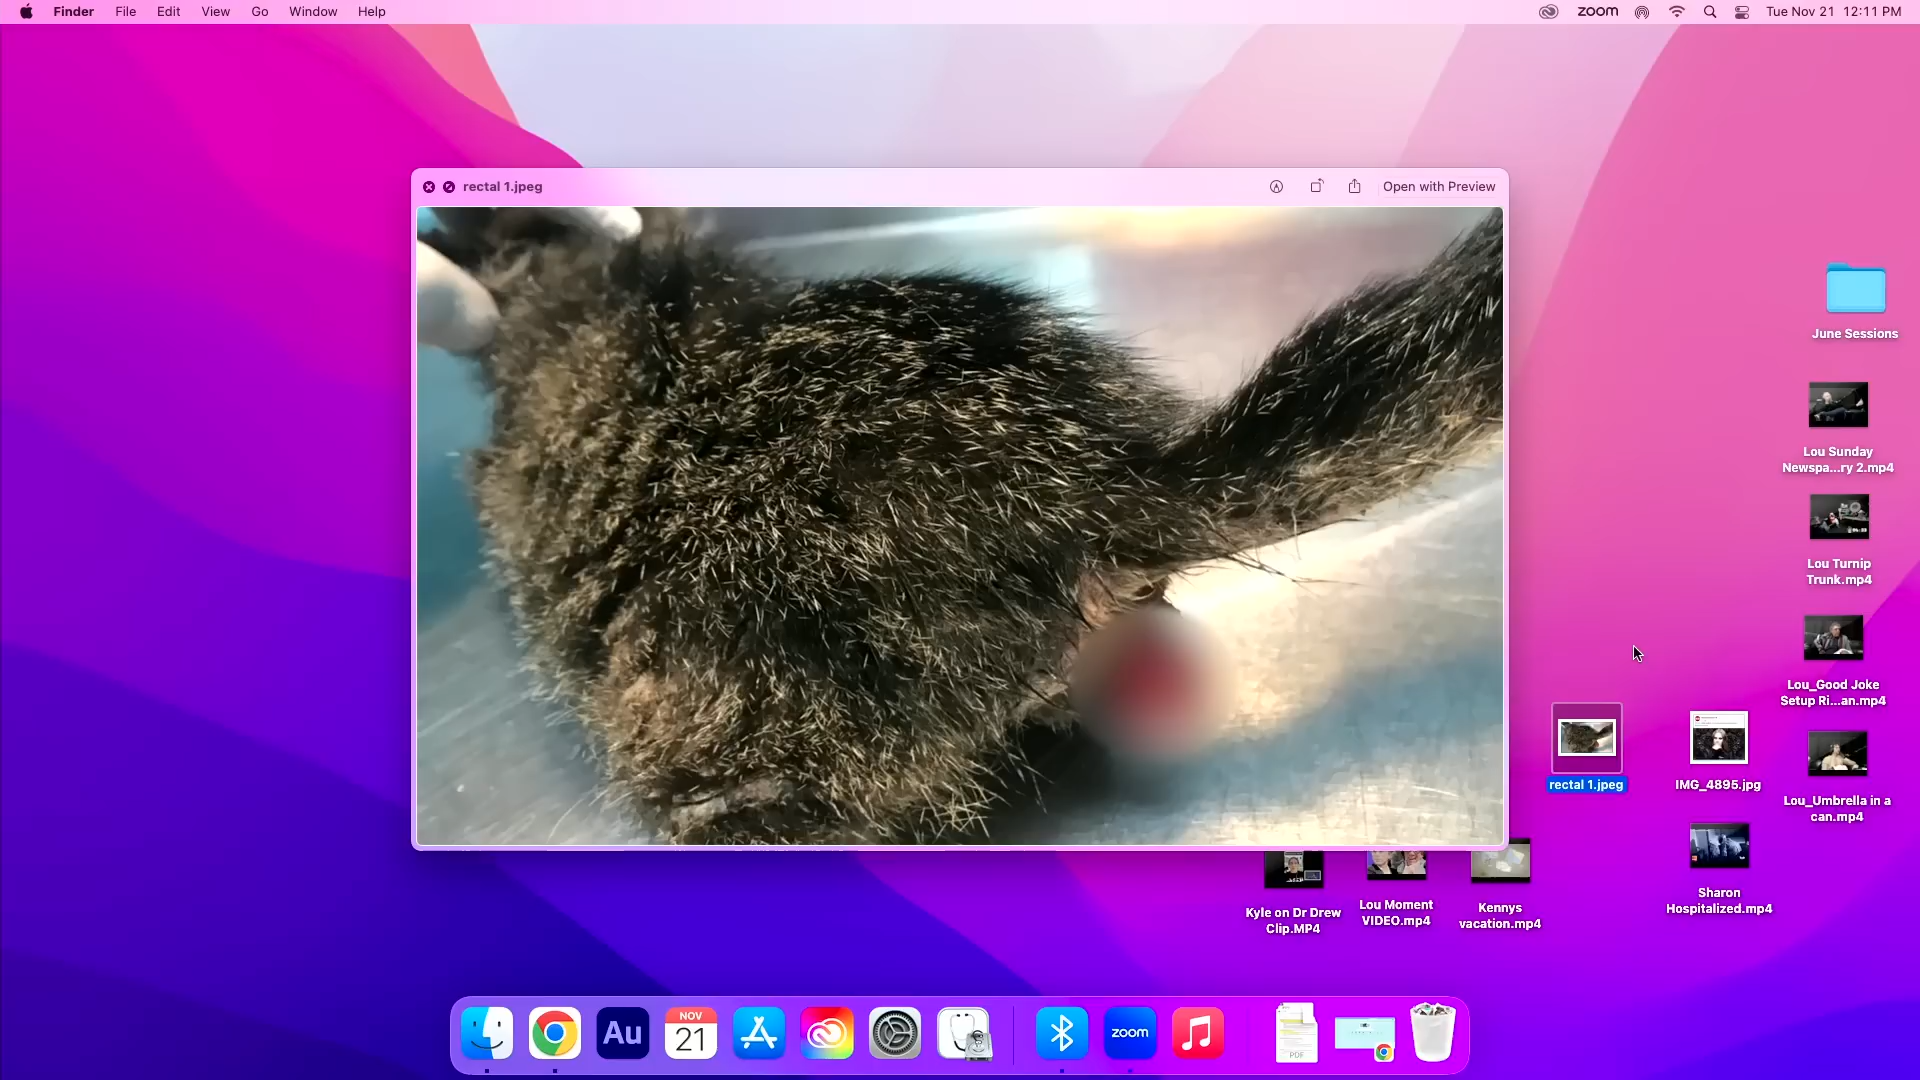 Finder File Edit View Go Window Help zoom Tue Nov 21 12:11 PM
rectal 1.jpeg Open with Preview
June Sessions
Lou Sunday
Newspa...ry 2.mp4
Lou Turnip
Trunk.mp4
Lou_Good Joke
Setup Ri...an.mp4
rectal 1.jpeg
IMG_4895.jpg
Lou_Umbrella in a
can.mp4
Sharon
Hospitalized.mp4
Kyle on Dr Drew
Clip.MP4
Lou Moment
VIDEO.mp4
Kennys
vacation.mp4
Au
NOV
21
zoom
PDF